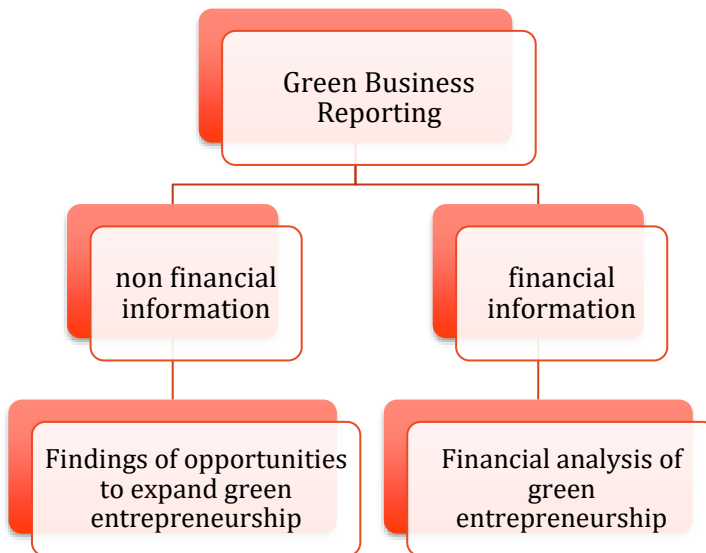 Green Business
Reporting
non financial
information
financial
information
Findings of opportunities
to expand green
entrepreneurship
Financial analysis of
green
entrepreneurship